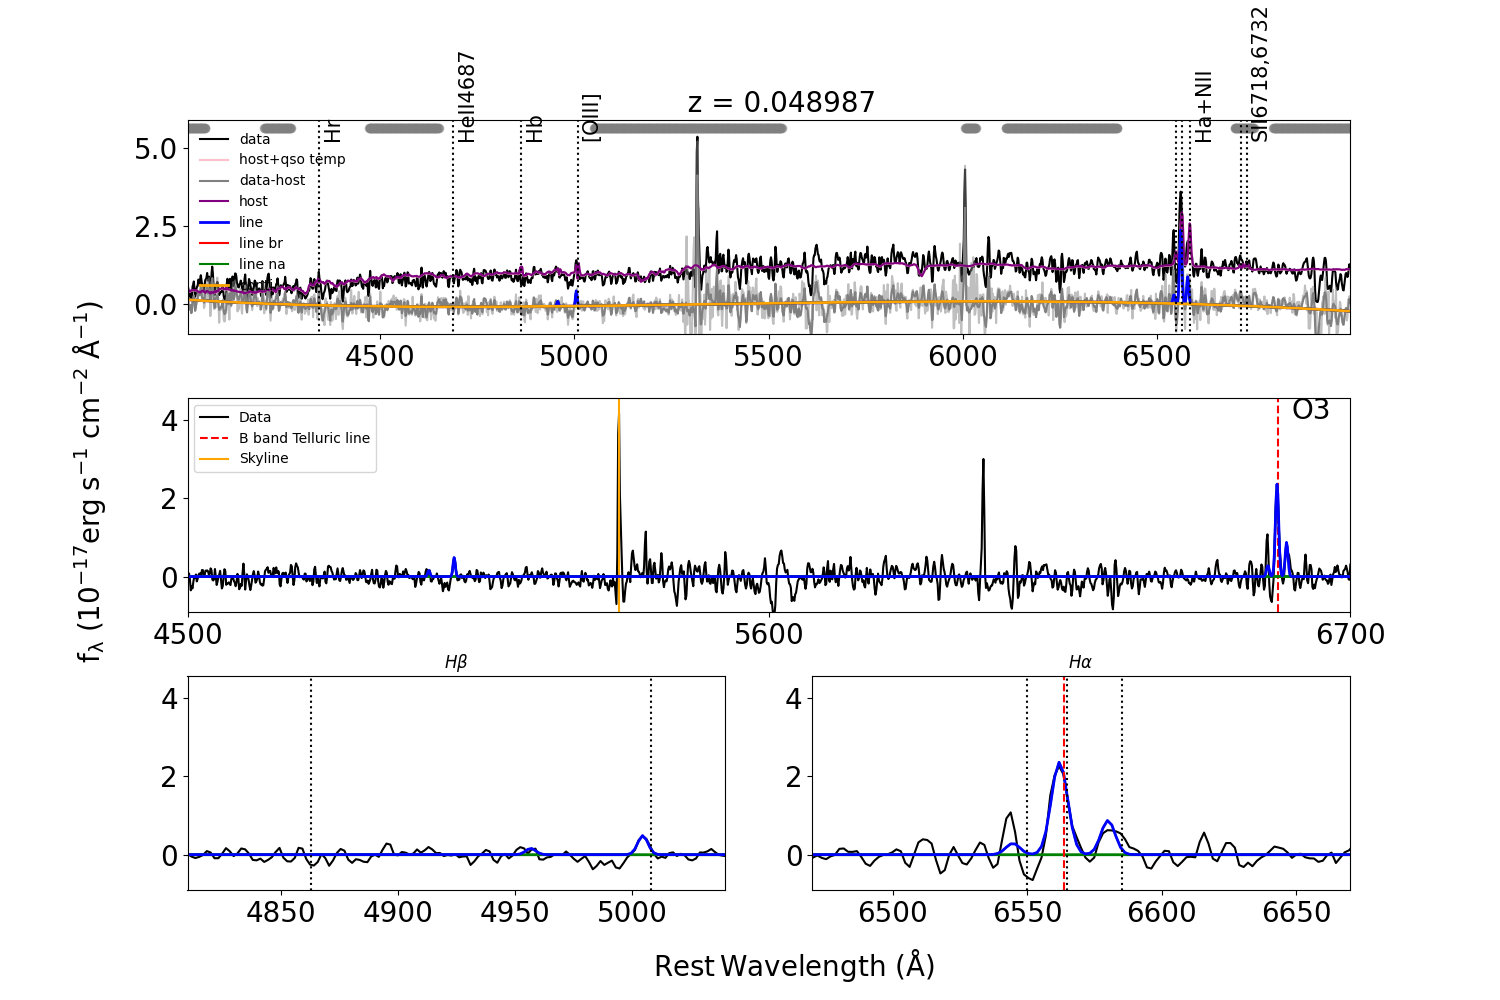 z = 0.048987
Hr
HeII4687
Hb
[OIII]
Ha+NII
SII6718,6732
data
host+qso temp
data-host
host
line
line br
line na
5.0
2.5
0.0
4500 5000 5500 6000 6500
Data
B band Telluric line
Skyline
O3
4
2
0
4500 5600 6700
fλ (10⁻¹⁷erg s⁻¹ cm⁻² Å⁻¹)
Hβ
4
2
0
4850 4900 4950 5000
Hα
4
2
0
6500 6550 6600 6650
Rest Wavelength (Å)